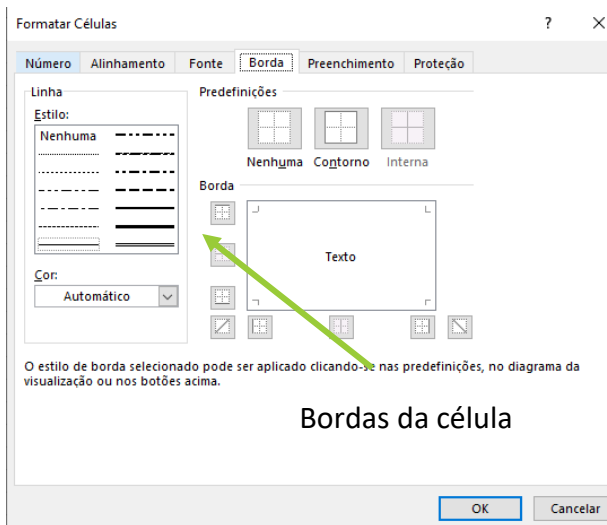 Formatar Células ? ×
Número Alinhamento Fonte Borda Preenchimento Proteção
Linha
Estilo:
Nenhuma
Cor:
Automático
Predefinições
Nenhuma Contorno Interna
Borda
Texto
O estilo de borda selecionado pode ser aplicado clicando-se nas predefinições, no diagrama da
visualização ou nos botões acima.
Bordas da célula
OK Cancelar